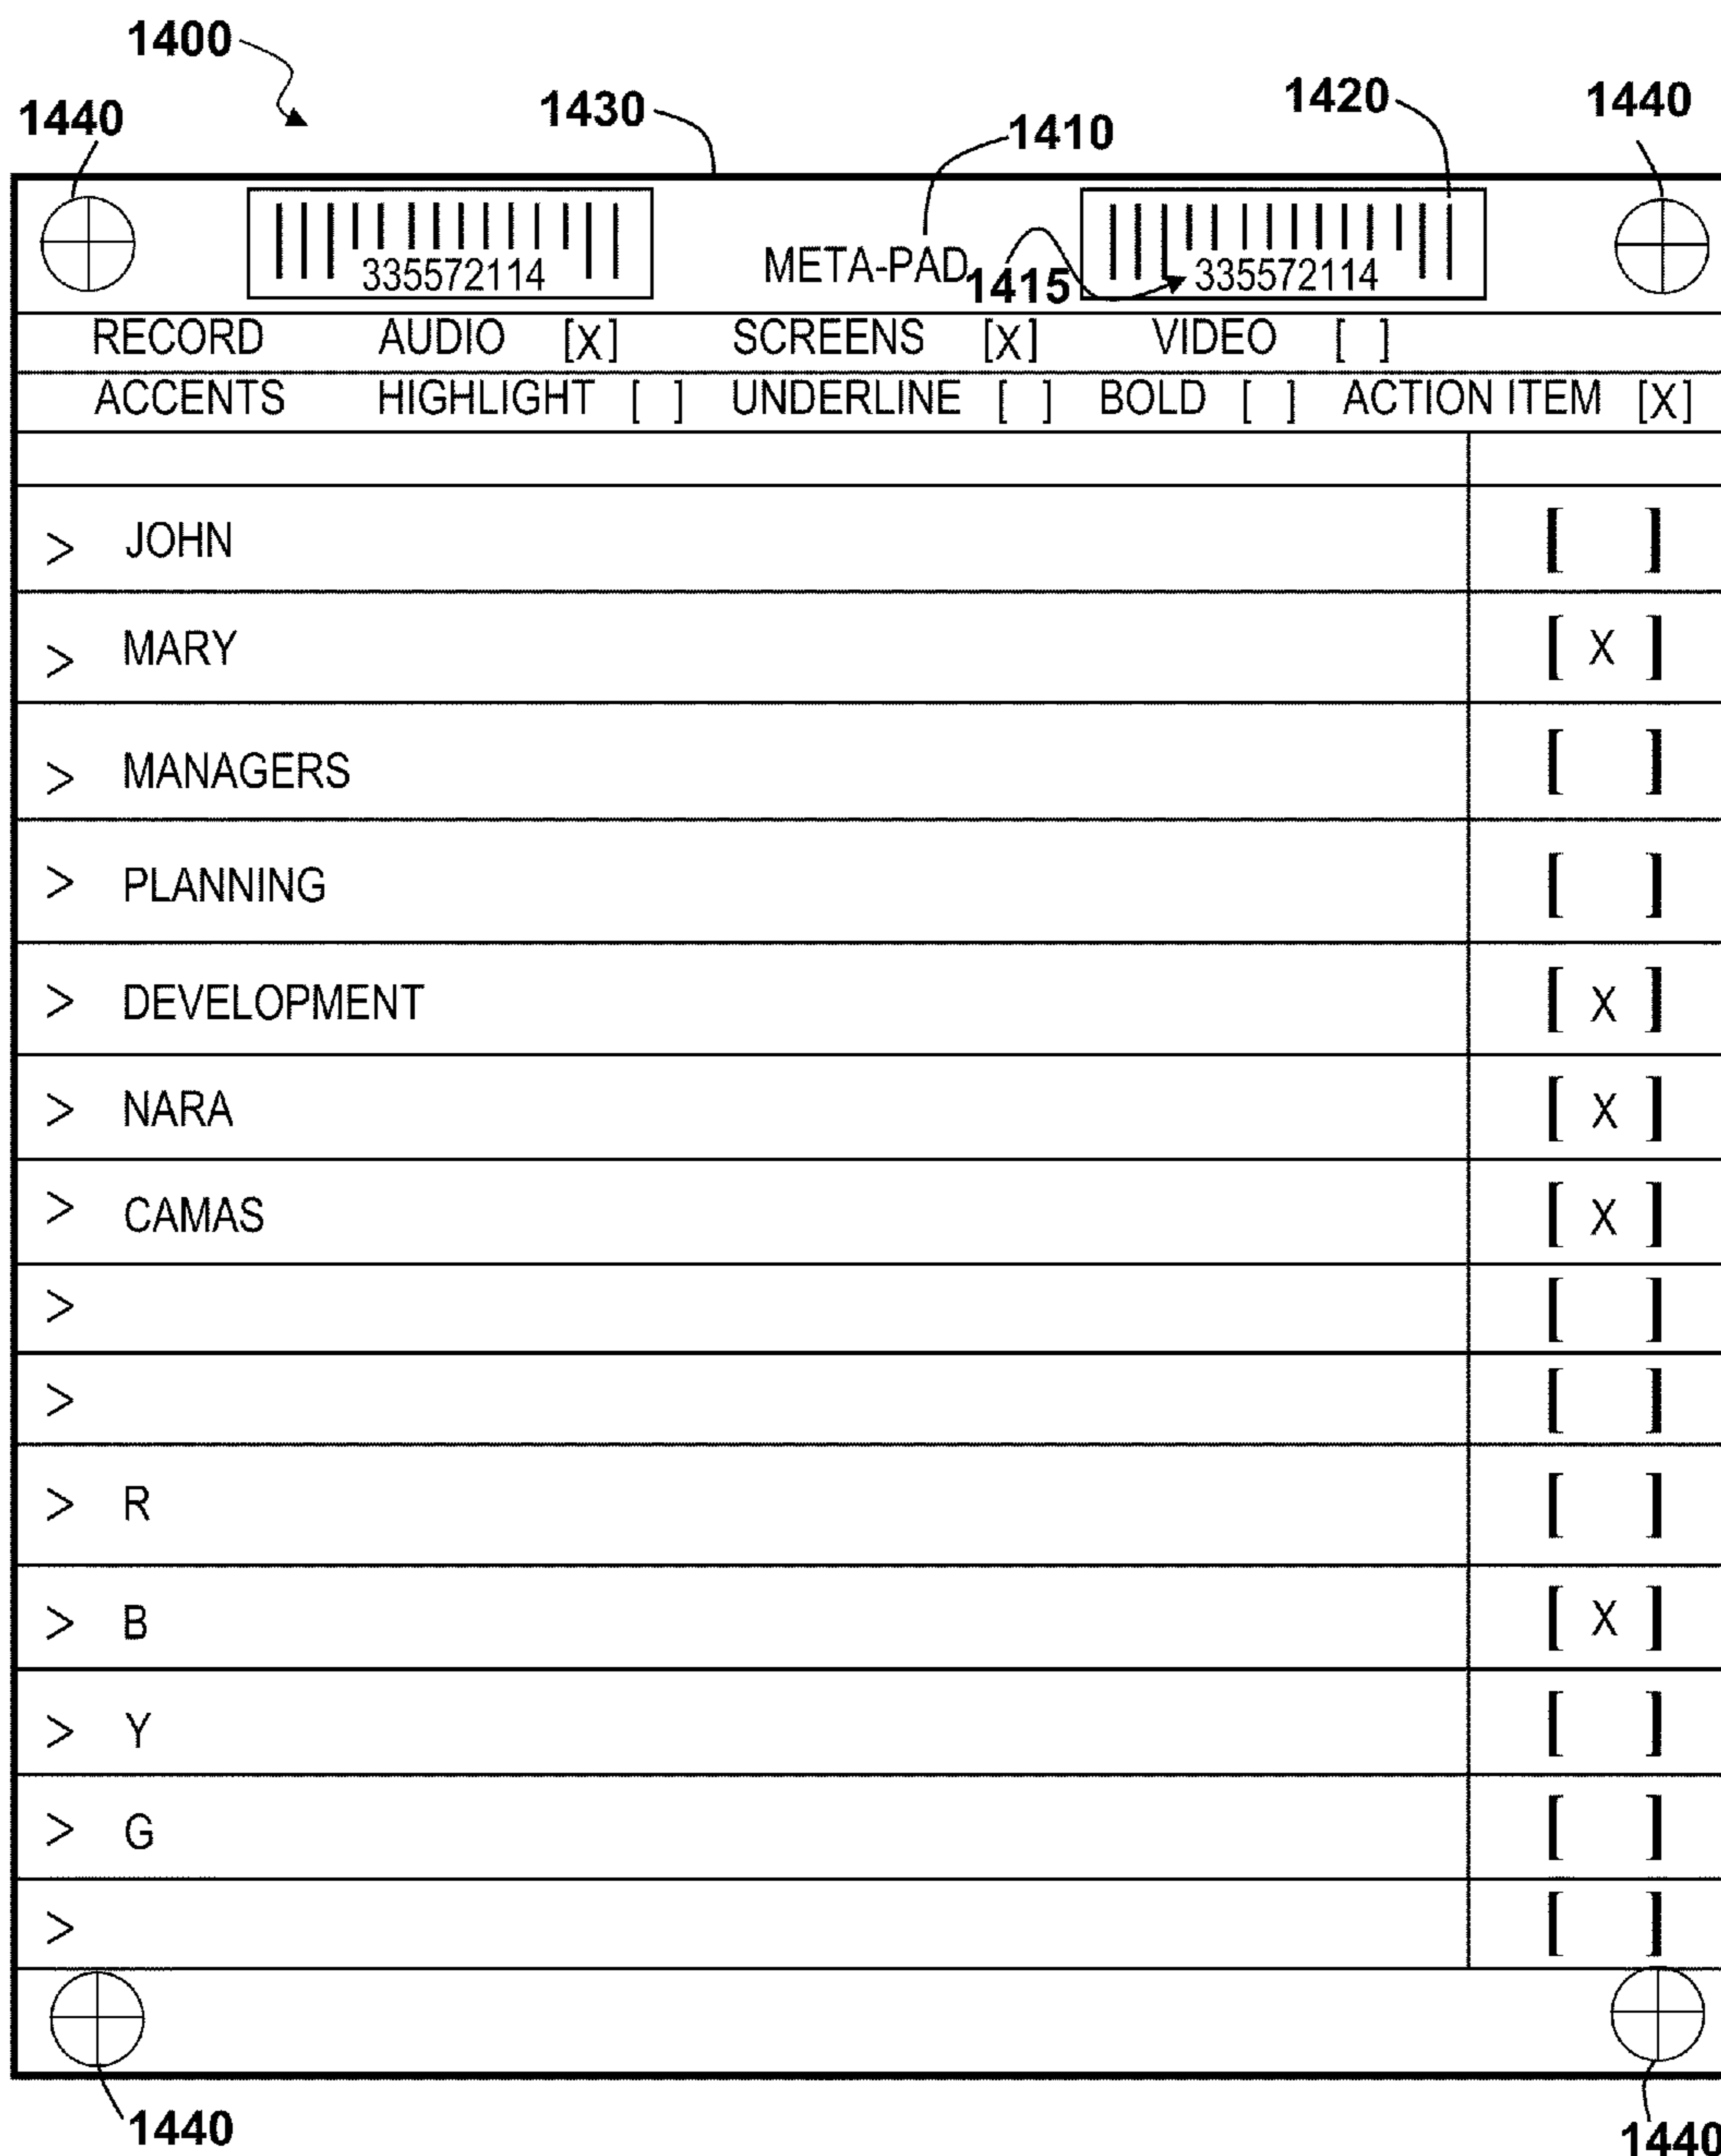 1400
1440 1430 1410 1420 1440
335572114 META-PAD 1415 335572114
RECORD AUDIO [X] SCREENS [X] VIDEO [ ]
ACCENTS HIGHLIGHT [ ] UNDERLINE [ ] BOLD [ ] ACTION ITEM [X]
> JOHN [ ]
> MARY [ X ]
> MANAGERS [ ]
> PLANNING [ ]
> DEVELOPMENT [ X ]
> NARA [ X ]
> CAMAS [ X ]
> [ ]
> [ ]
> R [ ]
> B [ X ]
> Y [ ]
> G [ ]
> [ ]
1440 1440